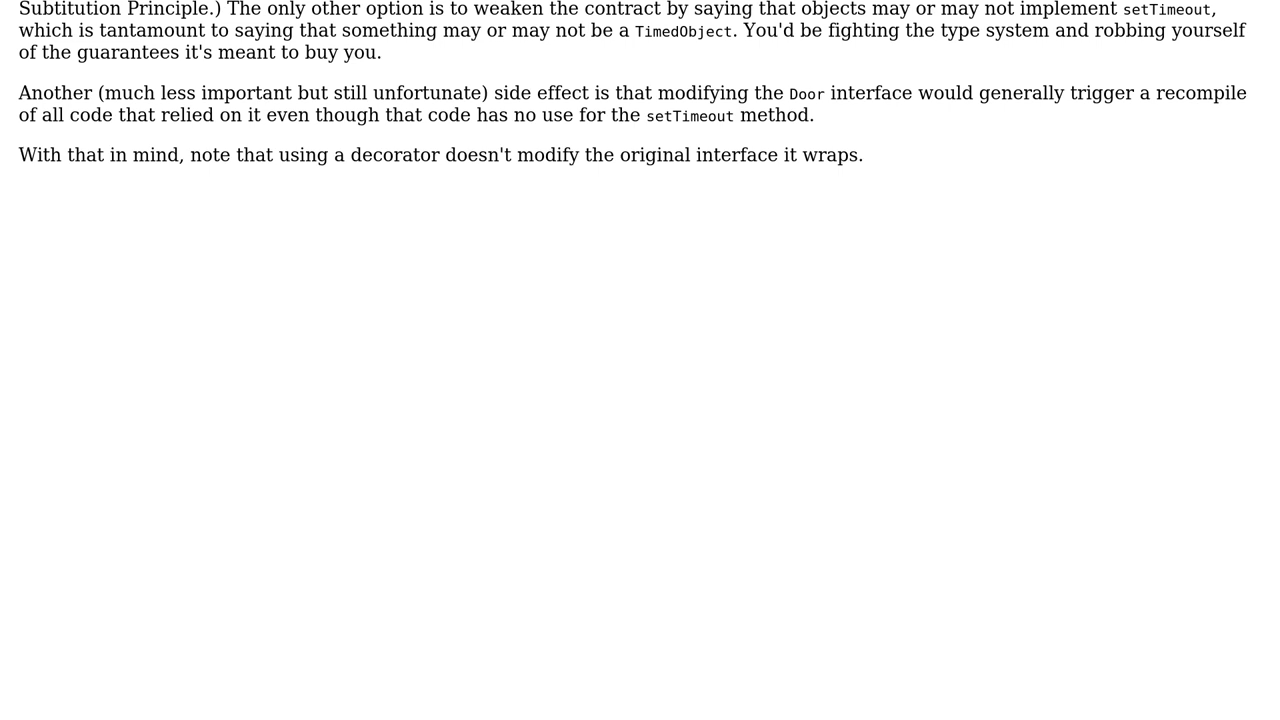 Subtitution Principle.) The only other option is to weaken the contract by saying that objects may or may not implement setTimeout,
which is tantamount to saying that something may or may not be a TimedObject. You'd be fighting the type system and robbing yourself
of the guarantees it's meant to buy you.
Another (much less important but still unfortunate) side effect is that modifying the Door interface would generally trigger a recompile
of all code that relied on it even though that code has no use for the setTimeout method.
With that in mind, note that using a decorator doesn't modify the original interface it wraps.